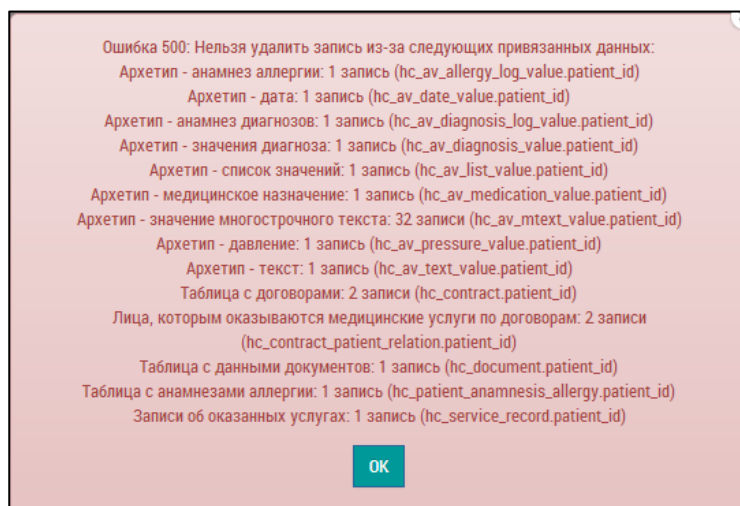 Ошибка 500: Нельзя удалить запись из-за следующих привязанных данных:
Архетип - анамнез аллергии: 1 запись (hc_av_allergy_log_value.patient_id)
Архетип - дата: 1 запись (hc_av_date_value.patient_id)
Архетип - анамнез диагнозов: 1 запись (hc_av_diagnosis_log_value.patient_id)
Архетип - значения диагноза: 1 запись (hc_av_diagnosis_value.patient_id)
Архетип - список значений: 1 запись (hc_av_list_value.patient_id)
Архетип - медицинское назначение: 1 запись (hc_av_medication_value.patient_id)
Архетип - значение многострочного текста: 32 записи (hc_av_mtext_value.patient_id)
Архетип - давление: 1 запись (hc_av_pressure_value.patient_id)
Архетип - текст: 1 запись (hc_av_text_value.patient_id)
Таблица с договорами: 2 записи (hc_contract.patient_id)
Лица, которым оказываются медицинские услуги по договорам: 2 записи
(hc_contract_patient_relation.patient_id)
Таблица с данными документов: 1 запись (hc_document.patient_id)
Таблица с анамнезами аллергии: 1 запись (hc_patient_anamnesis_allergy.patient_id)
Записи об оказанных услугах: 1 запись (hc_service_record.patient_id)
OK